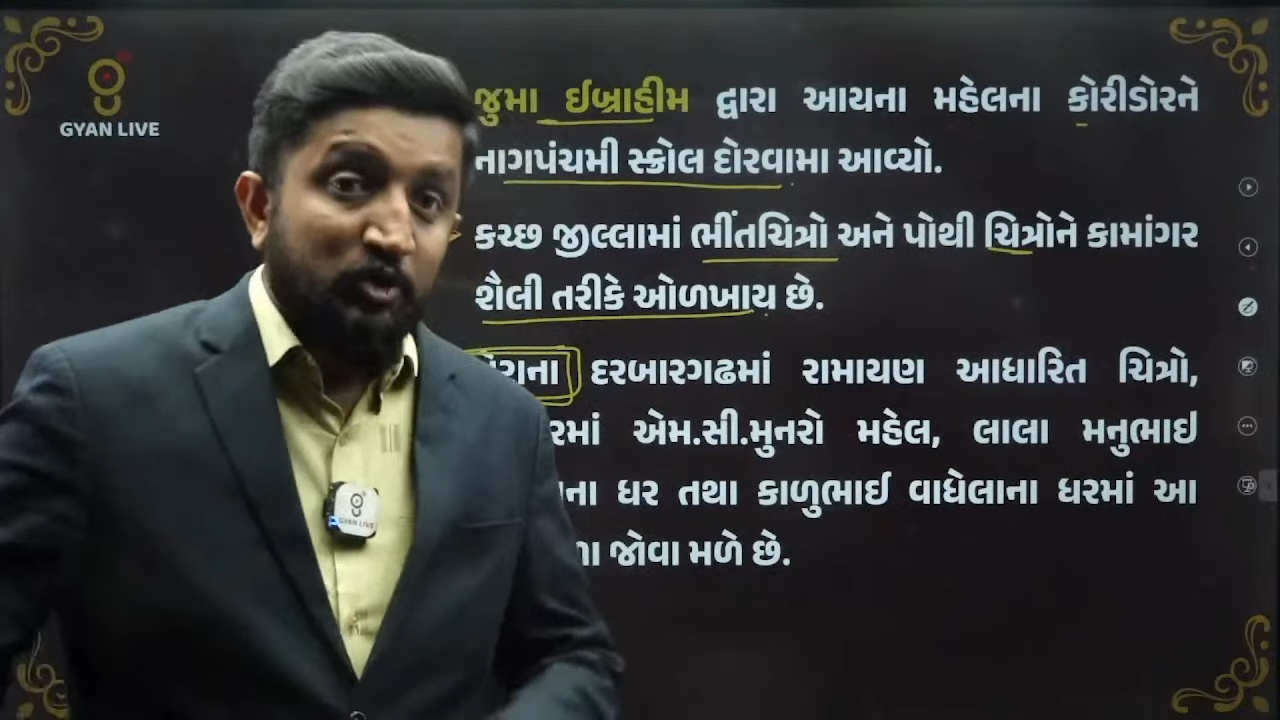 GYAN LIVE
જુમા ઈબ્રાહીમ દ્વારા આયના મહેલના કોરીડોરને
નાગપંચમી સ્ક્રોલ દોરવામા આવ્યો.
કચ્છ જીલ્લામાં ભીંતચિત્રો અને પોથી ચિત્રોને કામાંગર
શૈલી તરીકે ઓળખાય છે.
દરબારગઢમાં રામાયણ આધારિત ચિત્રો,
એમ.સી.મુનરો મહેલ, લાલા મનુભાઈ
ઘર તથા કાળુભાઈ વાઘેલાના ઘરમાં આ
જોવા મળે છે.
GYAN LIVE